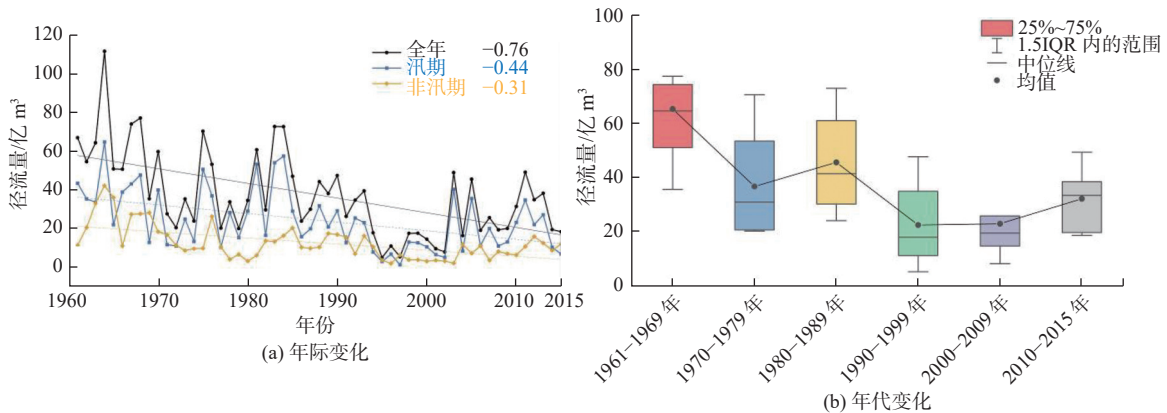 120
100
80
60
40
20
0
径流量/亿 m³
全年 −0.76
汛期 −0.44
非汛期 −0.31
1960 1970 1980 1990 2000 2010 2015
年份
(a) 年际变化
100
80
60
40
20
0
径流量/亿 m³
25%~75%
1.5IQR 内的范围
中位线
均值
1961−1969 年
1970−1979 年
1980−1989 年
1990−1999 年
2000−2009 年
2010−2015 年
(b) 年代变化